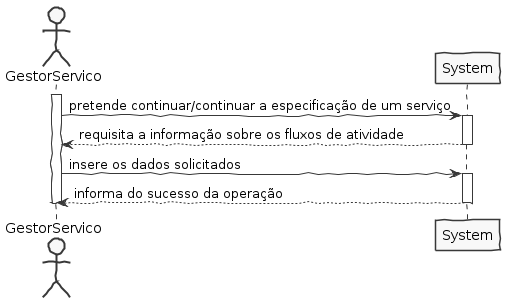 GestorServico
System
pretende continuar/continuar a especificação de um serviço
requisita a informação sobre os fluxos de atividade
insere os dados solicitados
informa do sucesso da operação
GestorServico
System